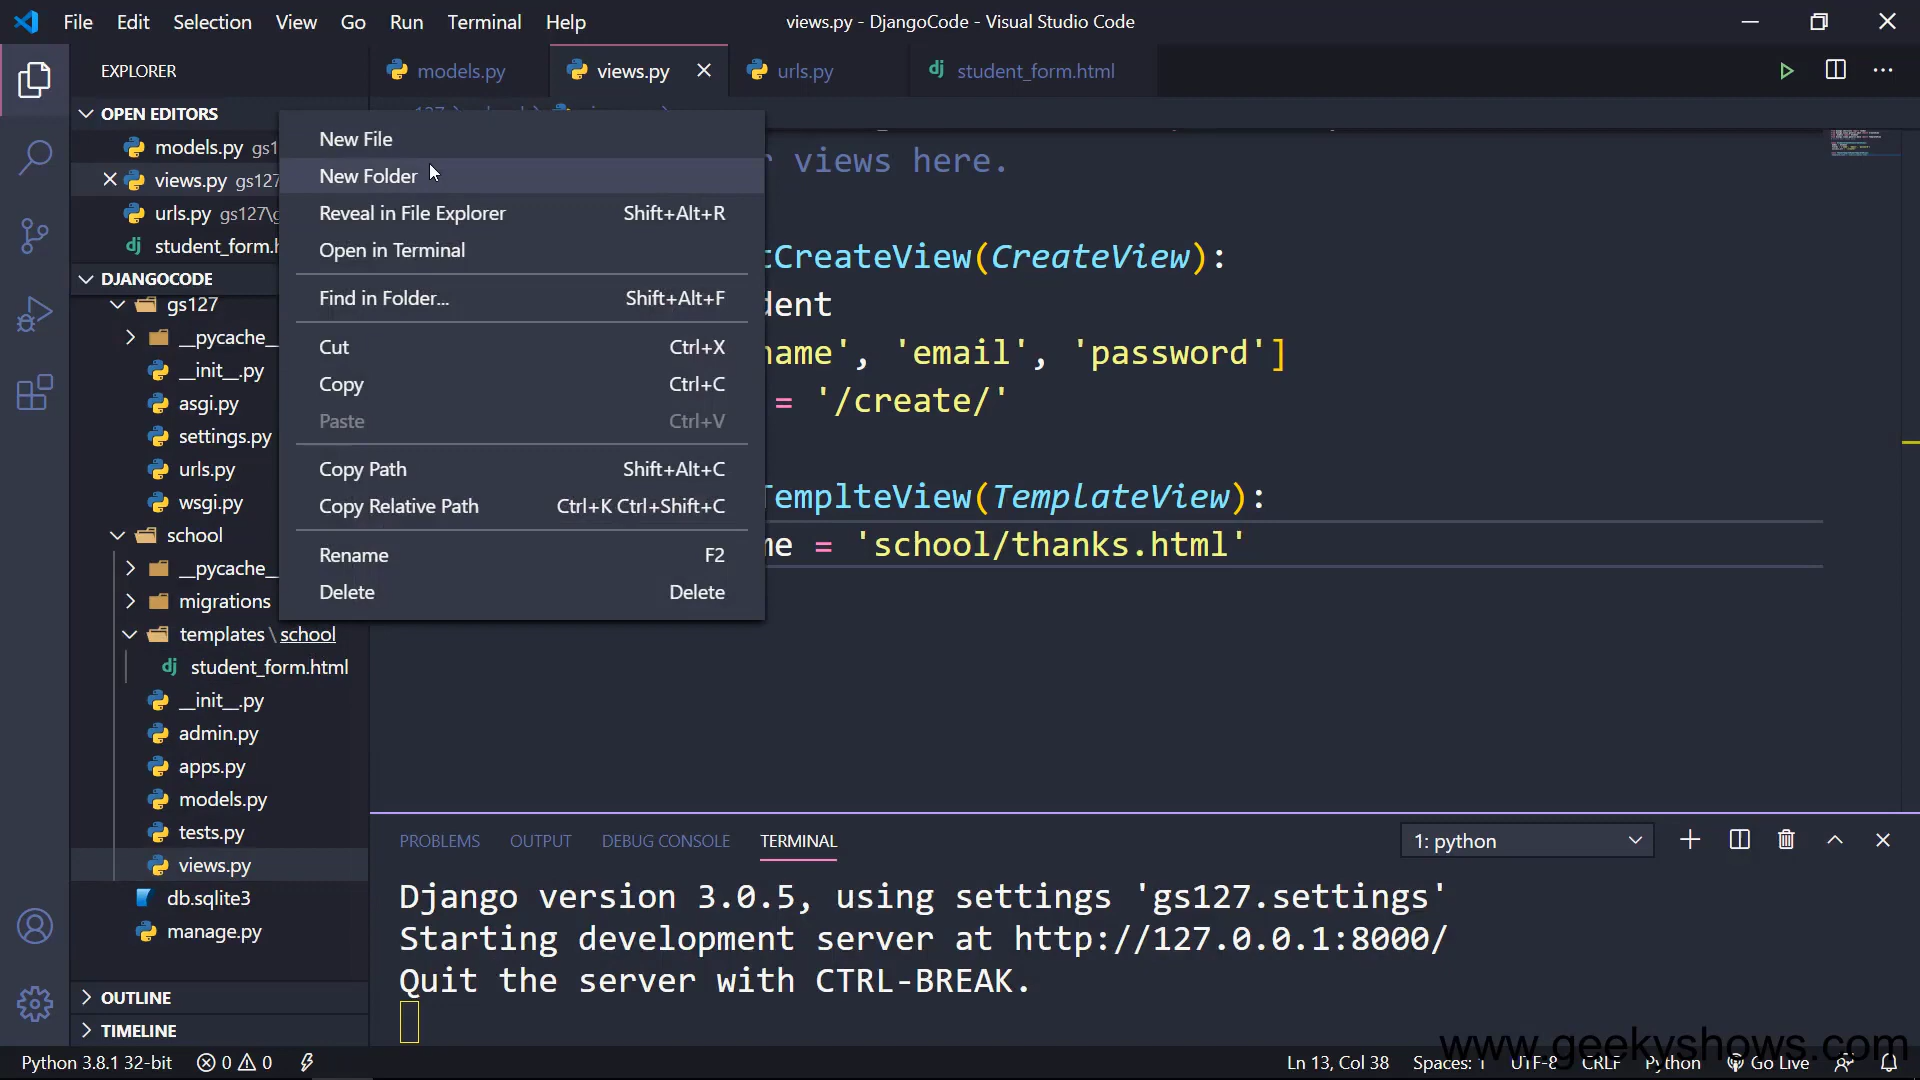 File Edit Selection View Go Run Terminal Help
views.py - DjangoCode - Visual Studio Code
EXPLORER
models.py
views.py
urls.py
student_form.html
OPEN EDITORS
models.py gs1
views.py gs127
urls.py gs127\g
student_form.h
DJANGOCODE
gs127
__pycache__
__init__.py
asgi.py
settings.py
urls.py
wsgi.py
school
__pycache__
migrations
templates \ school
student_form.html
__init__.py
admin.py
apps.py
models.py
tests.py
views.py
db.sqlite3
manage.py
OUTLINE
TIMELINE
New File
New Folder
Reveal in File Explorer Shift+Alt+R
Open in Terminal
Find in Folder... Shift+Alt+F
Cut Ctrl+X
Copy Ctrl+C
Paste Ctrl+V
Copy Path Shift+Alt+C
Copy Relative Path Ctrl+K Ctrl+Shift+C
Rename F2
Delete Delete
views here.
tCreateView(CreateView):
dent
name', 'email', 'password']
= '/create/'
TemplteView(TemplateView):
me = 'school/thanks.html'
PROBLEMS OUTPUT DEBUG CONSOLE TERMINAL
1: python
Django version 3.0.5, using settings 'gs127.settings'
Starting development server at http://127.0.0.1:8000/
Quit the server with CTRL-BREAK.
www.geekyshows.com
Python 3.8.1 32-bit 0 0
Ln 13, Col 38 Spaces: UTF-8 CRLF Python Go Live